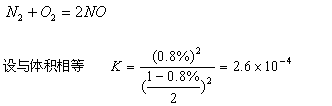 N₂ + O₂ = 2NO
设与体积相等 K = (0.8%)² / ((1−0.8%)/2)² = 2.6×10⁻⁴